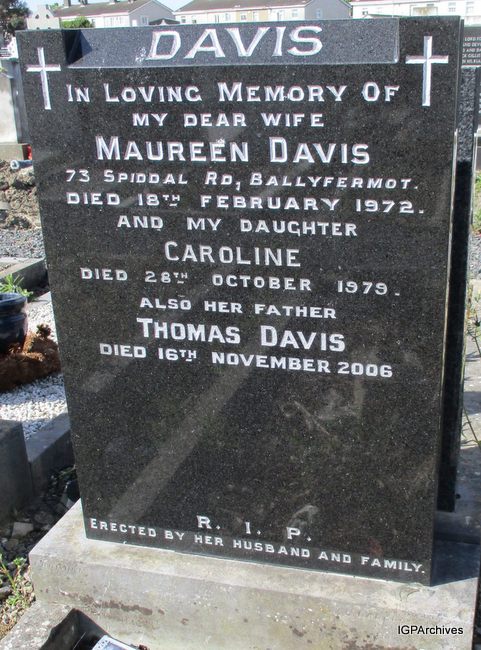 DAVIS
IN LOVING MEMORY OF
MY DEAR WIFE
MAUREEN DAVIS
73 SPIDDAL RD, BALLYFERMOT.
DIED 18TH FEBRUARY 1972.
AND MY DAUGHTER
CAROLINE
DIED 28TH OCTOBER 1979.
ALSO HER FATHER
THOMAS DAVIS
DIED 16TH NOVEMBER 2006
R. I. P.
ERECTED BY HER HUSBAND AND FAMILY.
IGPArchives